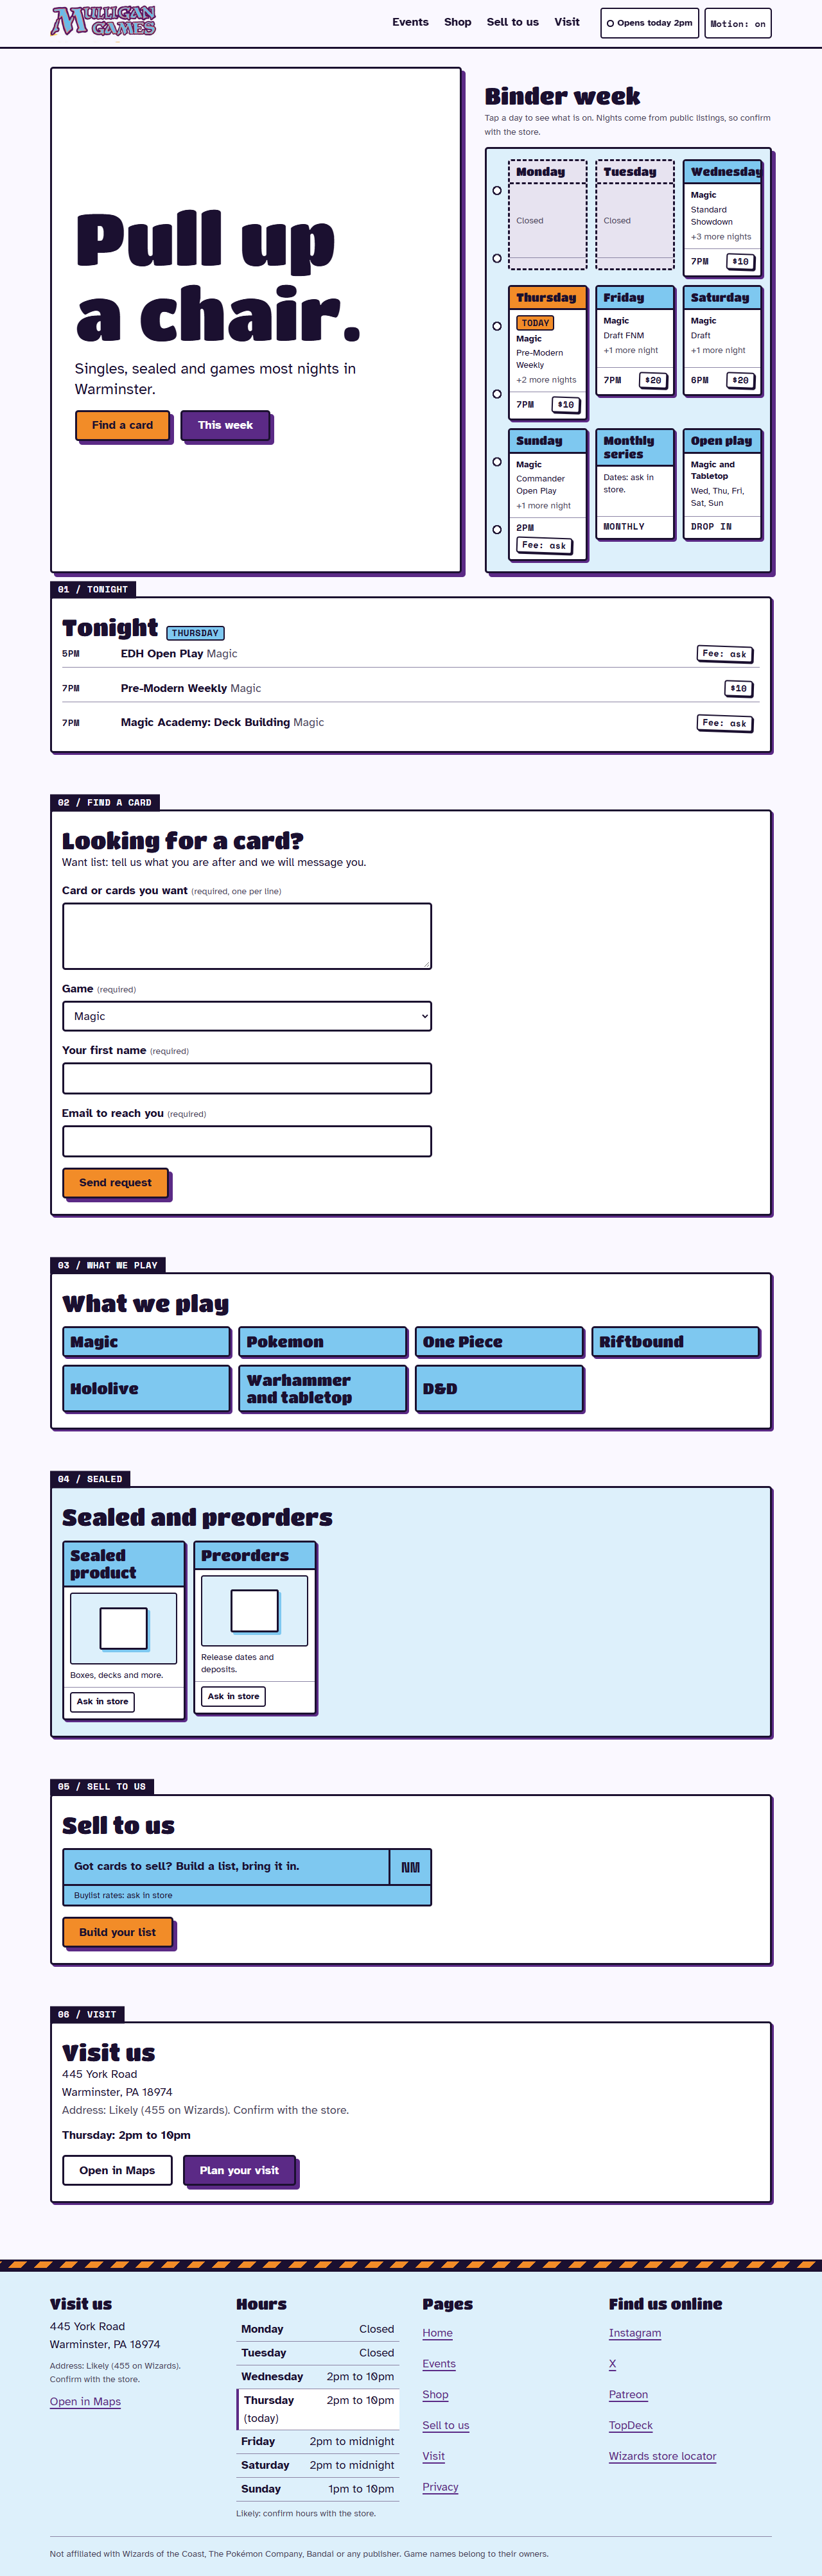 MULLIGAN
GAMES
Events Shop Sell to us Visit
Opens today 2pm
Motion: on
Pull up
a chair.
Singles, sealed and games most nights in
Warminster.
Find a card
This week
Binder week
Tap a day to see what is on. Nights come from public listings, so confirm
with the store.
Monday
Closed
Tuesday
Closed
Wednesday
Magic
Standard
Showdown
+3 more nights
7PM $10
Thursday
TODAY
Magic
Pre-Modern
Weekly
+2 more nights
7PM $10
Friday
Magic
Draft FNM
+1 more night
7PM $20
Saturday
Magic
Draft
+1 more night
6PM $20
Sunday
Magic
Commander
Open Play
+1 more night
2PM
Fee: ask
Monthly
series
Dates: ask in
store.
MONTHLY
Open play
Magic and
Tabletop
Wed, Thu, Fri,
Sat, Sun
DROP IN
01 / TONIGHT
Tonight THURSDAY
5PM EDH Open Play Magic Fee: ask
7PM Pre-Modern Weekly Magic $10
7PM Magic Academy: Deck Building Magic Fee: ask
02 / FIND A CARD
Looking for a card?
Want list: tell us what you are after and we will message you.
Card or cards you want (required, one per line)
Game (required)
Magic
Your first name (required)
Email to reach you (required)
Send request
03 / WHAT WE PLAY
What we play
Magic
Pokemon
One Piece
Riftbound
Hololive
Warhammer
and tabletop
D&D
04 / SEALED
Sealed and preorders
Sealed
product
Boxes, decks and more.
Ask in store
Preorders
Release dates and
deposits.
Ask in store
05 / SELL TO US
Sell to us
Got cards to sell? Build a list, bring it in.
NM
Buylist rates: ask in store
Build your list
06 / VISIT
Visit us
445 York Road
Warminster, PA 18974
Address: Likely (455 on Wizards). Confirm with the store.
Thursday: 2pm to 10pm
Open in Maps
Plan your visit
Visit us
445 York Road
Warminster, PA 18974
Address: Likely (455 on Wizards).
Confirm with the store.
Open in Maps
Hours
Monday Closed
Tuesday Closed
Wednesday 2pm to 10pm
Thursday 2pm to 10pm
(today)
Friday 2pm to midnight
Saturday 2pm to midnight
Sunday 1pm to 10pm
Likely: confirm hours with the store.
Pages
Home
Events
Shop
Sell to us
Visit
Privacy
Find us online
Instagram
X
Patreon
TopDeck
Wizards store locator
Not affiliated with Wizards of the Coast, The Pokémon Company, Bandai or any publisher. Game names belong to their owners.